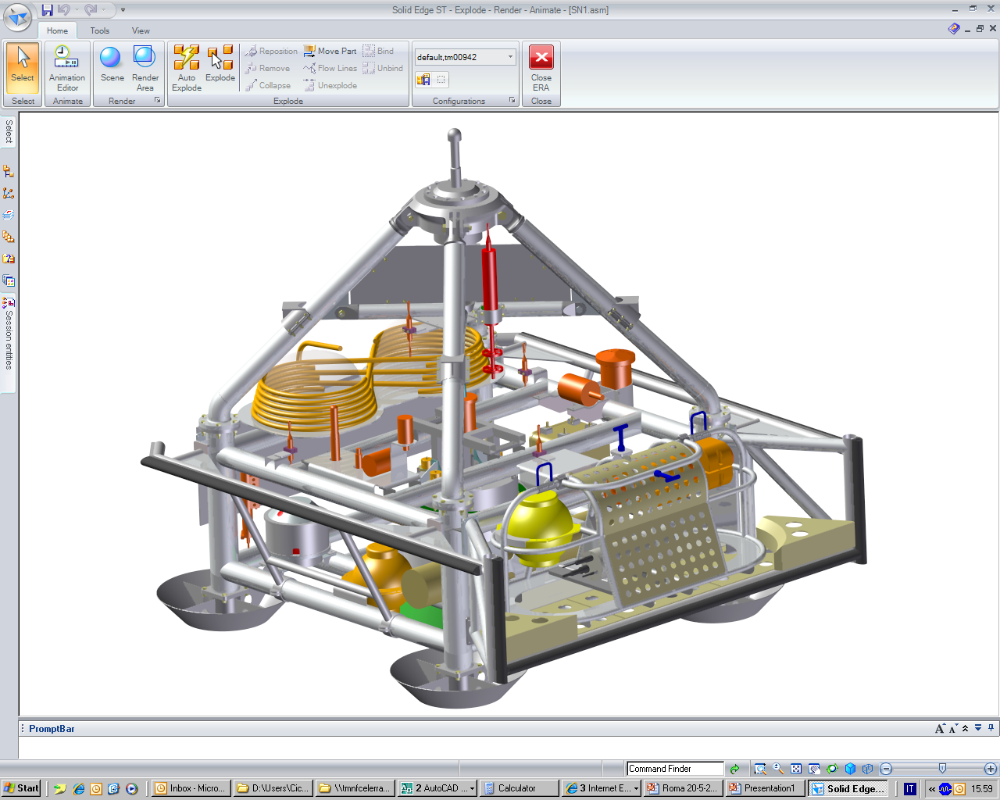 Solid Edge ST - Explode - Render - Animate - [SN1.asm]
Home Tools View
Select
Animation Editor
Scene
Render Area
Auto Explode
Explode
Reposition
Remove
Collapse
Move Part
Flow Lines
Unexplode
Bind
Unbind
default,tm00942
Close ERA
Select Animate Render Explode Configurations Close
Select
Session entities
PromptBar
Command Finder
Start
Inbox - Micro...
D:\Users\Cic...
\\tmnfcelerra...
2 AutoCAD ...
Calculator
3 Internet E...
Roma 20-5-2...
Presentation1
Solid Edge...
IT
«
15.59